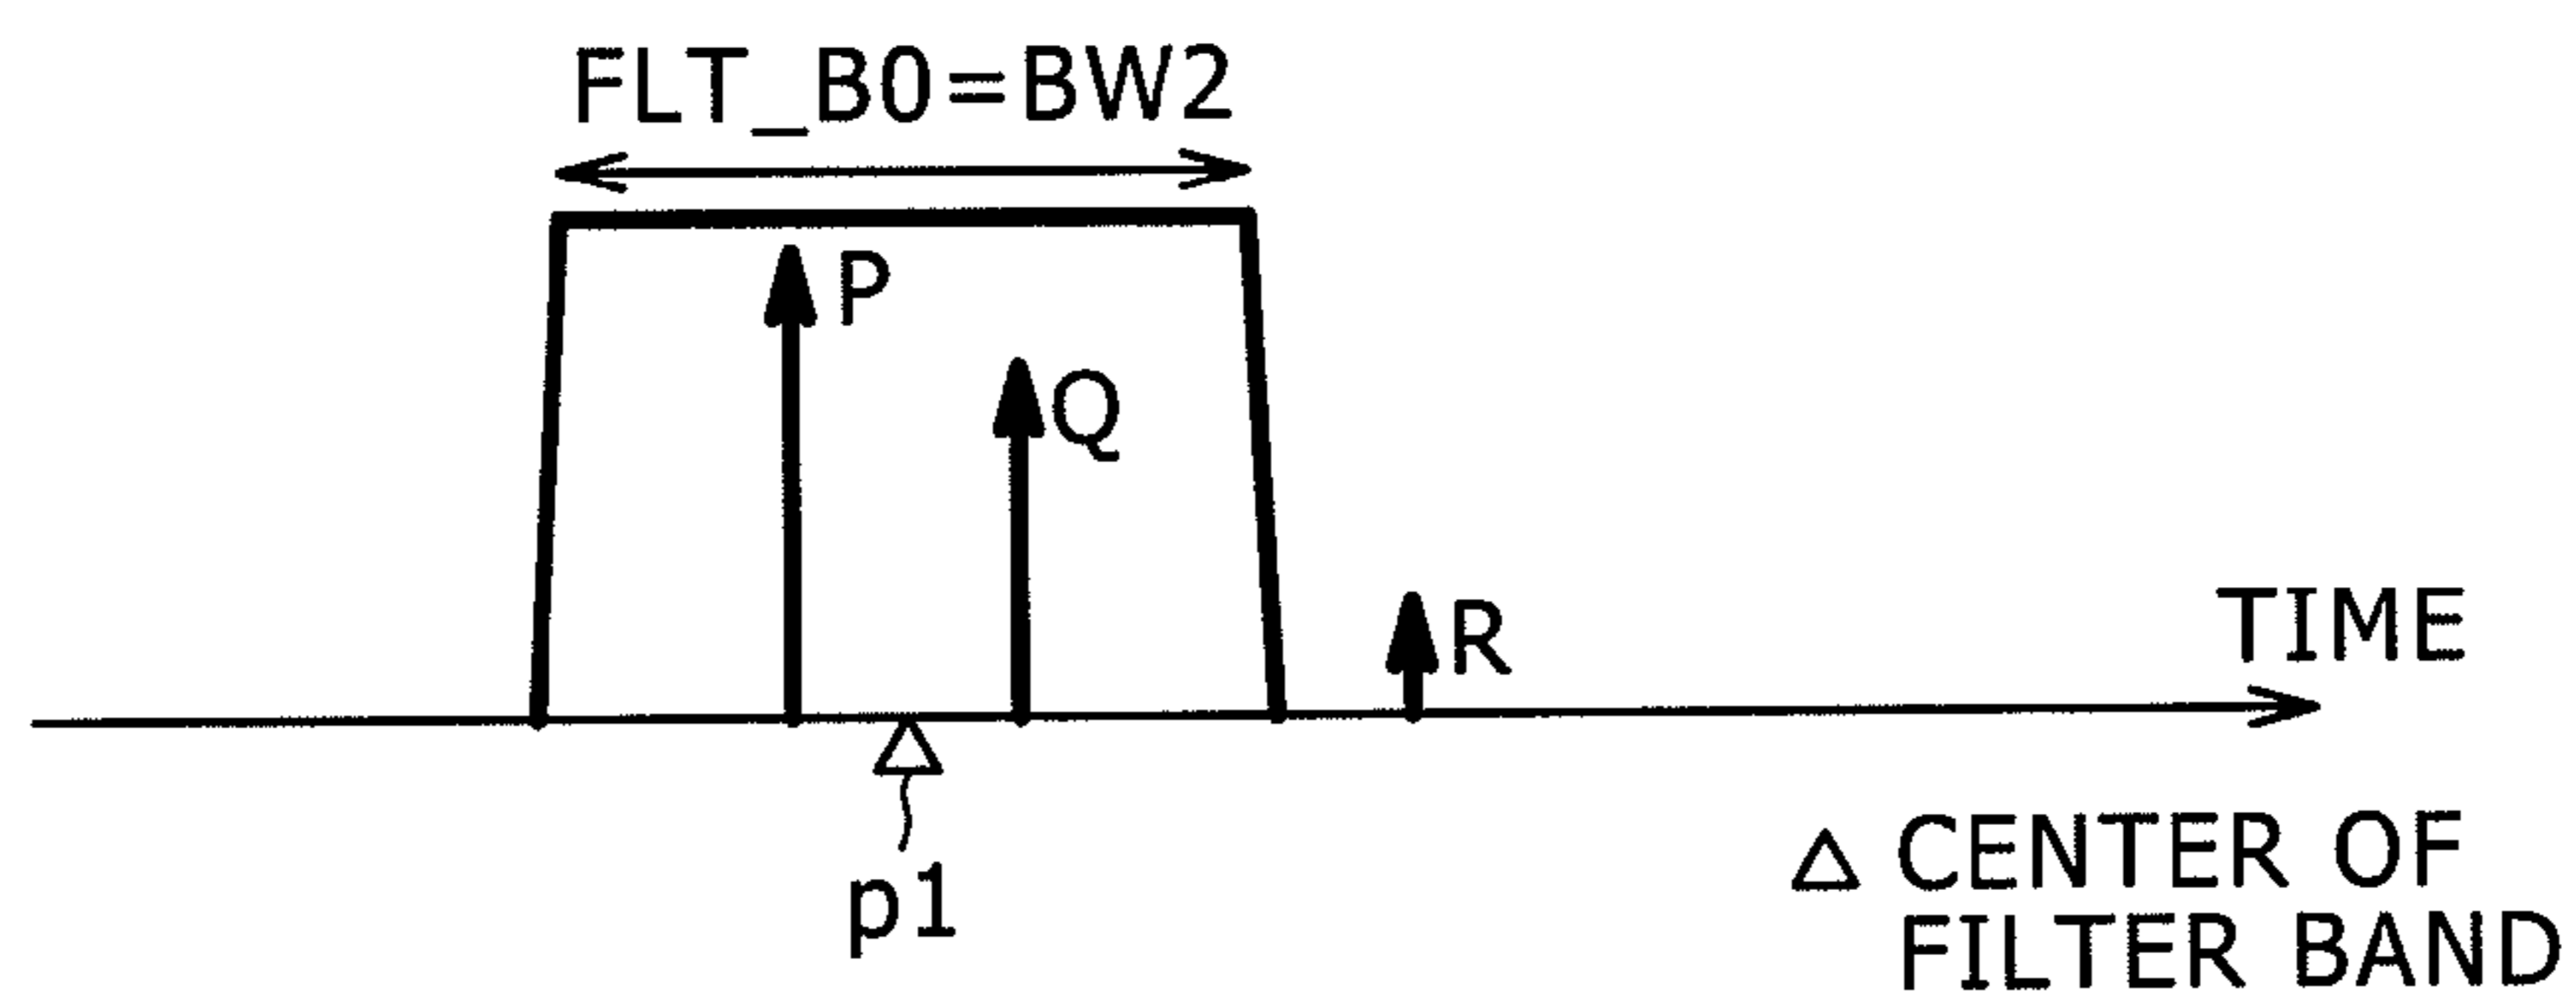 FLT_B0=BW2
P
Q
R
TIME
p1
△ CENTER OF
FILTER BAND